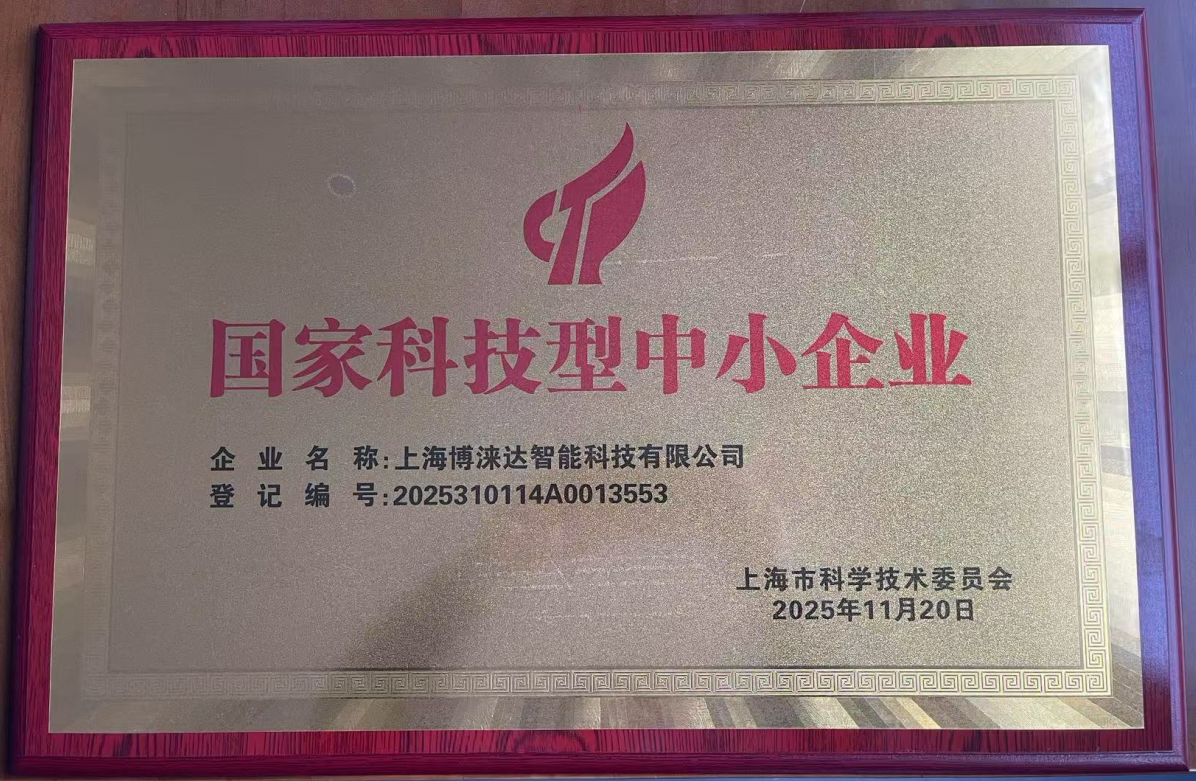 国家科技型中小企业
企业名称:上海博涞达智能科技有限公司
登记编号:2025310114A0013553
上海市科学技术委员会
2025年11月20日